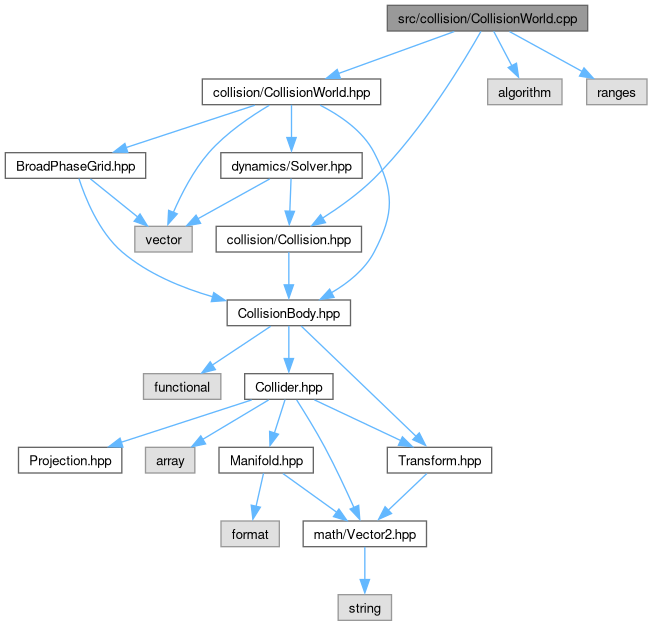 src/collision/CollisionWorld.cpp
collision/CollisionWorld.hpp
algorithm
ranges
BroadPhaseGrid.hpp
dynamics/Solver.hpp
vector
collision/Collision.hpp
CollisionBody.hpp
functional
Collider.hpp
Projection.hpp
array
Manifold.hpp
Transform.hpp
format
math/Vector2.hpp
string